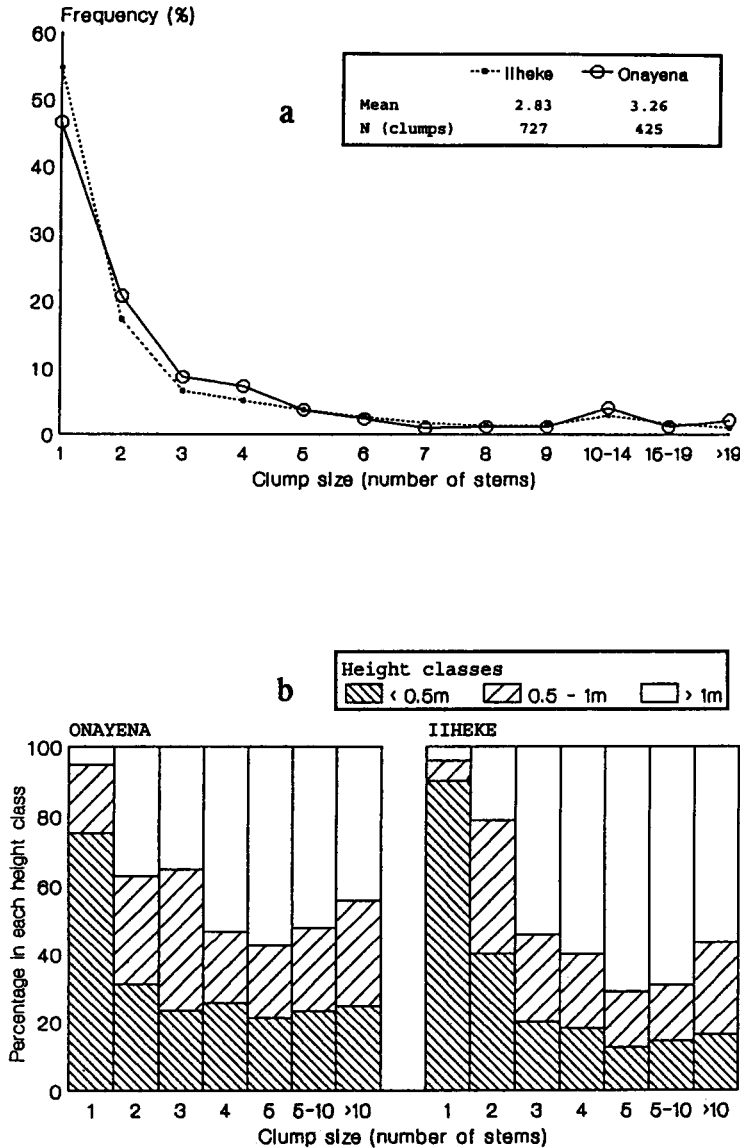 Frequency (%)
60
50
40
30
20
10
0
a
Iiheke Onayena
Mean 2.83 3.26
N (clumps) 727 425
1 2 3 4 5 6 7 8 9 10-14 15-19 >19
Clump size (number of stems)
b
Height classes
< 0.5m 0.5 - 1m > 1m
ONAYENA IIHEKE
Percentage in each height class
100
80
60
40
20
0
1 2 3 4 5 5-10 >10 1 2 3 4 5 5-10 >10
Clump size (number of stems)